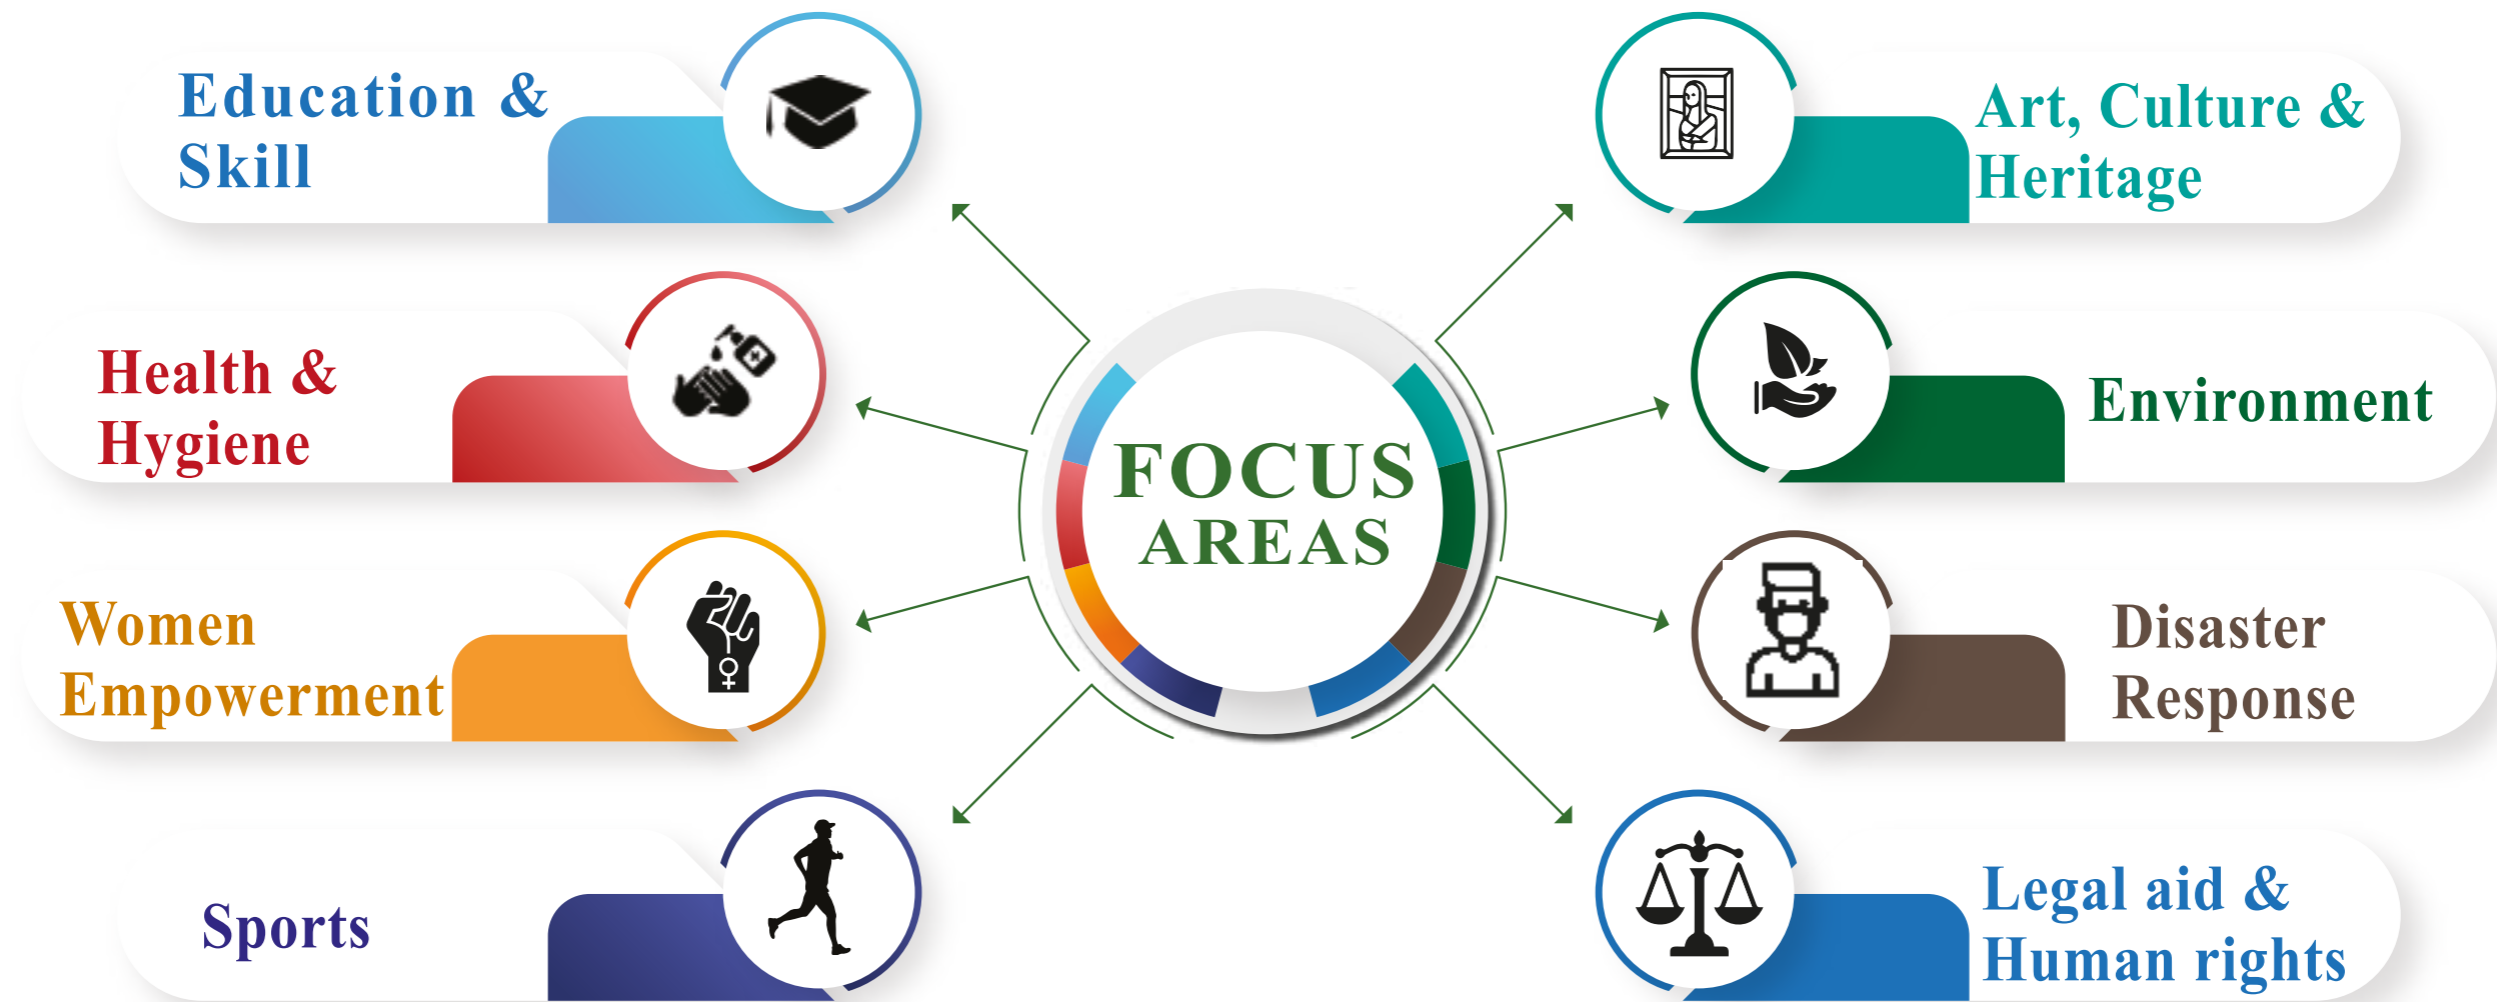 Education &
Skill
Health &
Hygiene
Women
Empowerment
Sports
FOCUS
AREAS
Art, Culture &
Heritage
Environment
Disaster
Response
Legal aid &
Human rights